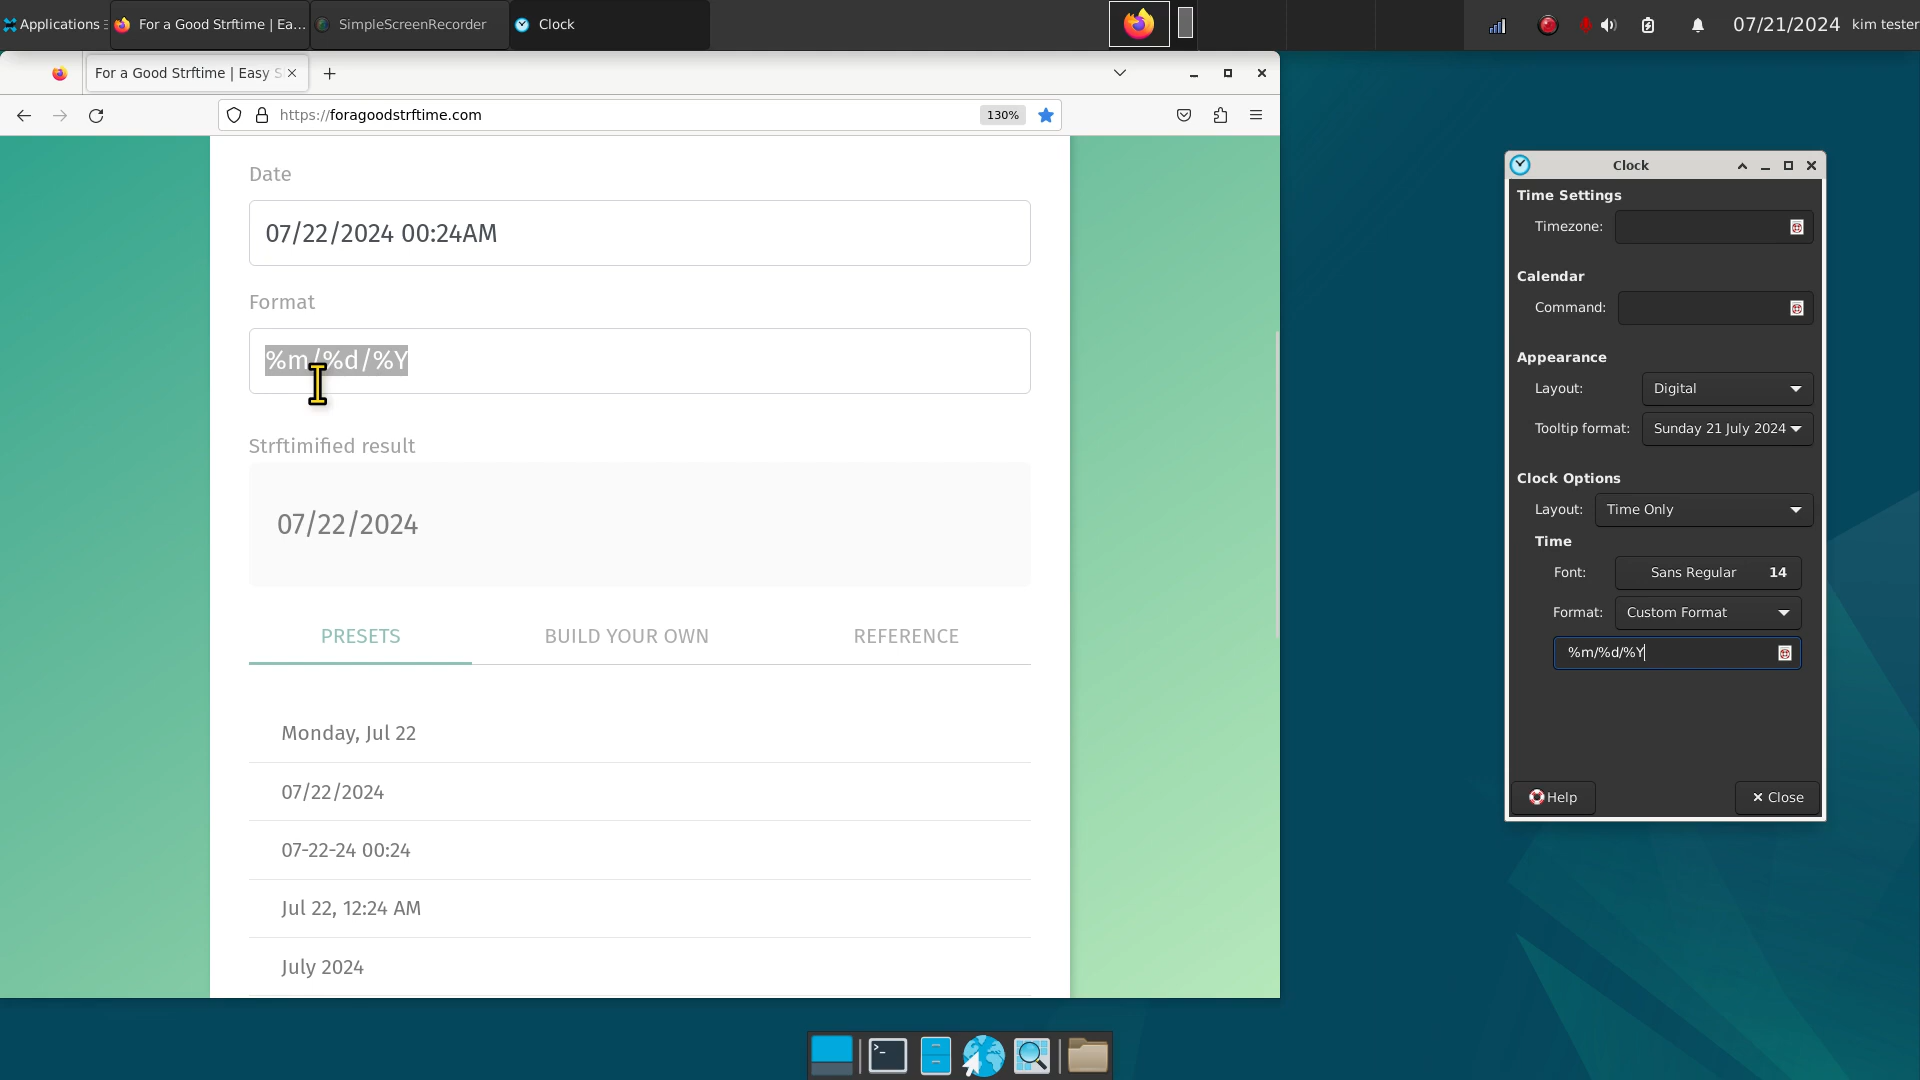 Applications
For a Good Strftime | Ea...
SimpleScreenRecorder
Clock
07/21/2024
kim tester
For a Good Strftime | Easy S
https://foragoodstrftime.com
130%
Date
07/22/2024 00:24AM
Format
%m/%d/%Y
Strftimified result
07/22/2024
PRESETS
BUILD YOUR OWN
REFERENCE
Monday, Jul 22
07/22/2024
07-22-24 00:24
Jul 22, 12:24 AM
July 2024
Clock
Time Settings
Timezone:
Calendar
Command:
Appearance
Layout: Digital
Tooltip format: Sunday 21 July 2024
Clock Options
Layout: Time Only
Time
Font: Sans Regular 14
Format: Custom Format
%m/%d/%Y
Help
Close